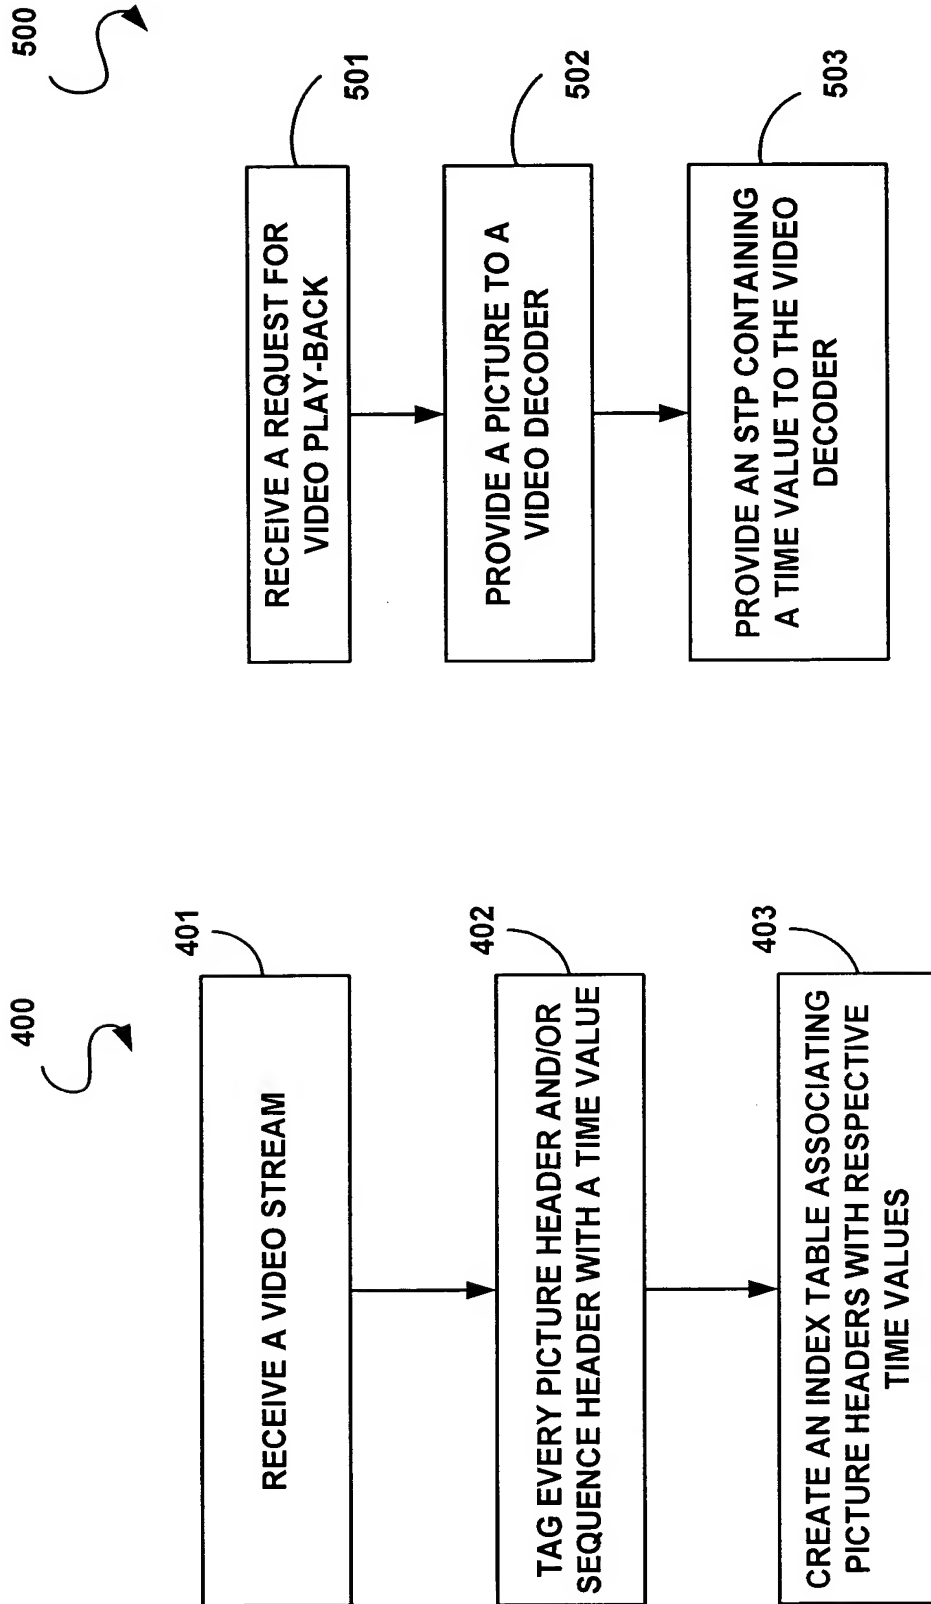 400
401
RECEIVE A VIDEO STREAM
402
TAG EVERY PICTURE HEADER AND/OR
SEQUENCE HEADER WITH A TIME VALUE
403
CREATE AN INDEX TABLE ASSOCIATING
PICTURE HEADERS WITH RESPECTIVE
TIME VALUES
500
501
RECEIVE A REQUEST FOR
VIDEO PLAY-BACK
502
PROVIDE A PICTURE TO A
VIDEO DECODER
503
PROVIDE AN STP CONTAINING
A TIME VALUE TO THE VIDEO
DECODER